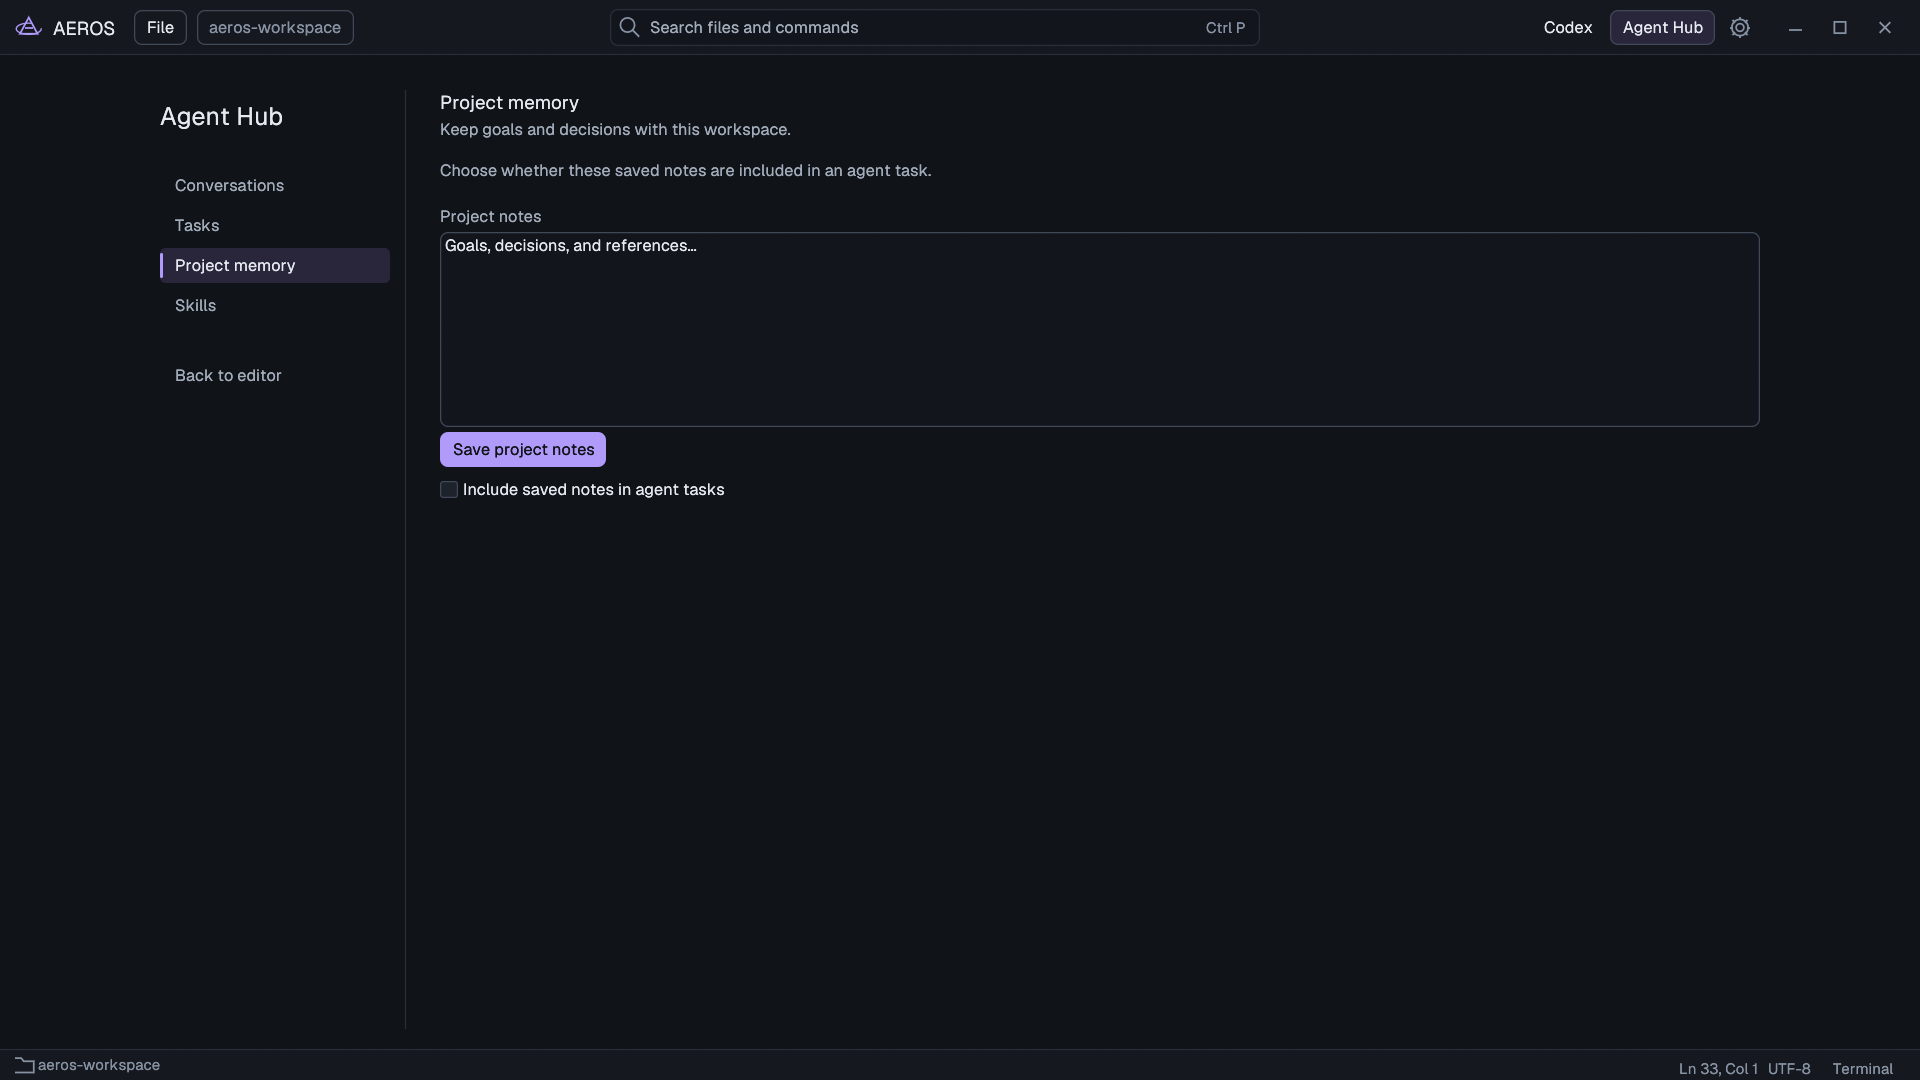 AEROS File aeros-workspace Search files and commands Ctrl P Codex Agent Hub
Agent Hub
Conversations
Tasks
Project memory
Skills
Back to editor
Project memory
Keep goals and decisions with this workspace.
Choose whether these saved notes are included in an agent task.
Project notes
Goals, decisions, and references...
Save project notes
Include saved notes in agent tasks
aeros-workspace Ln 33, Col 1 UTF-8 Terminal